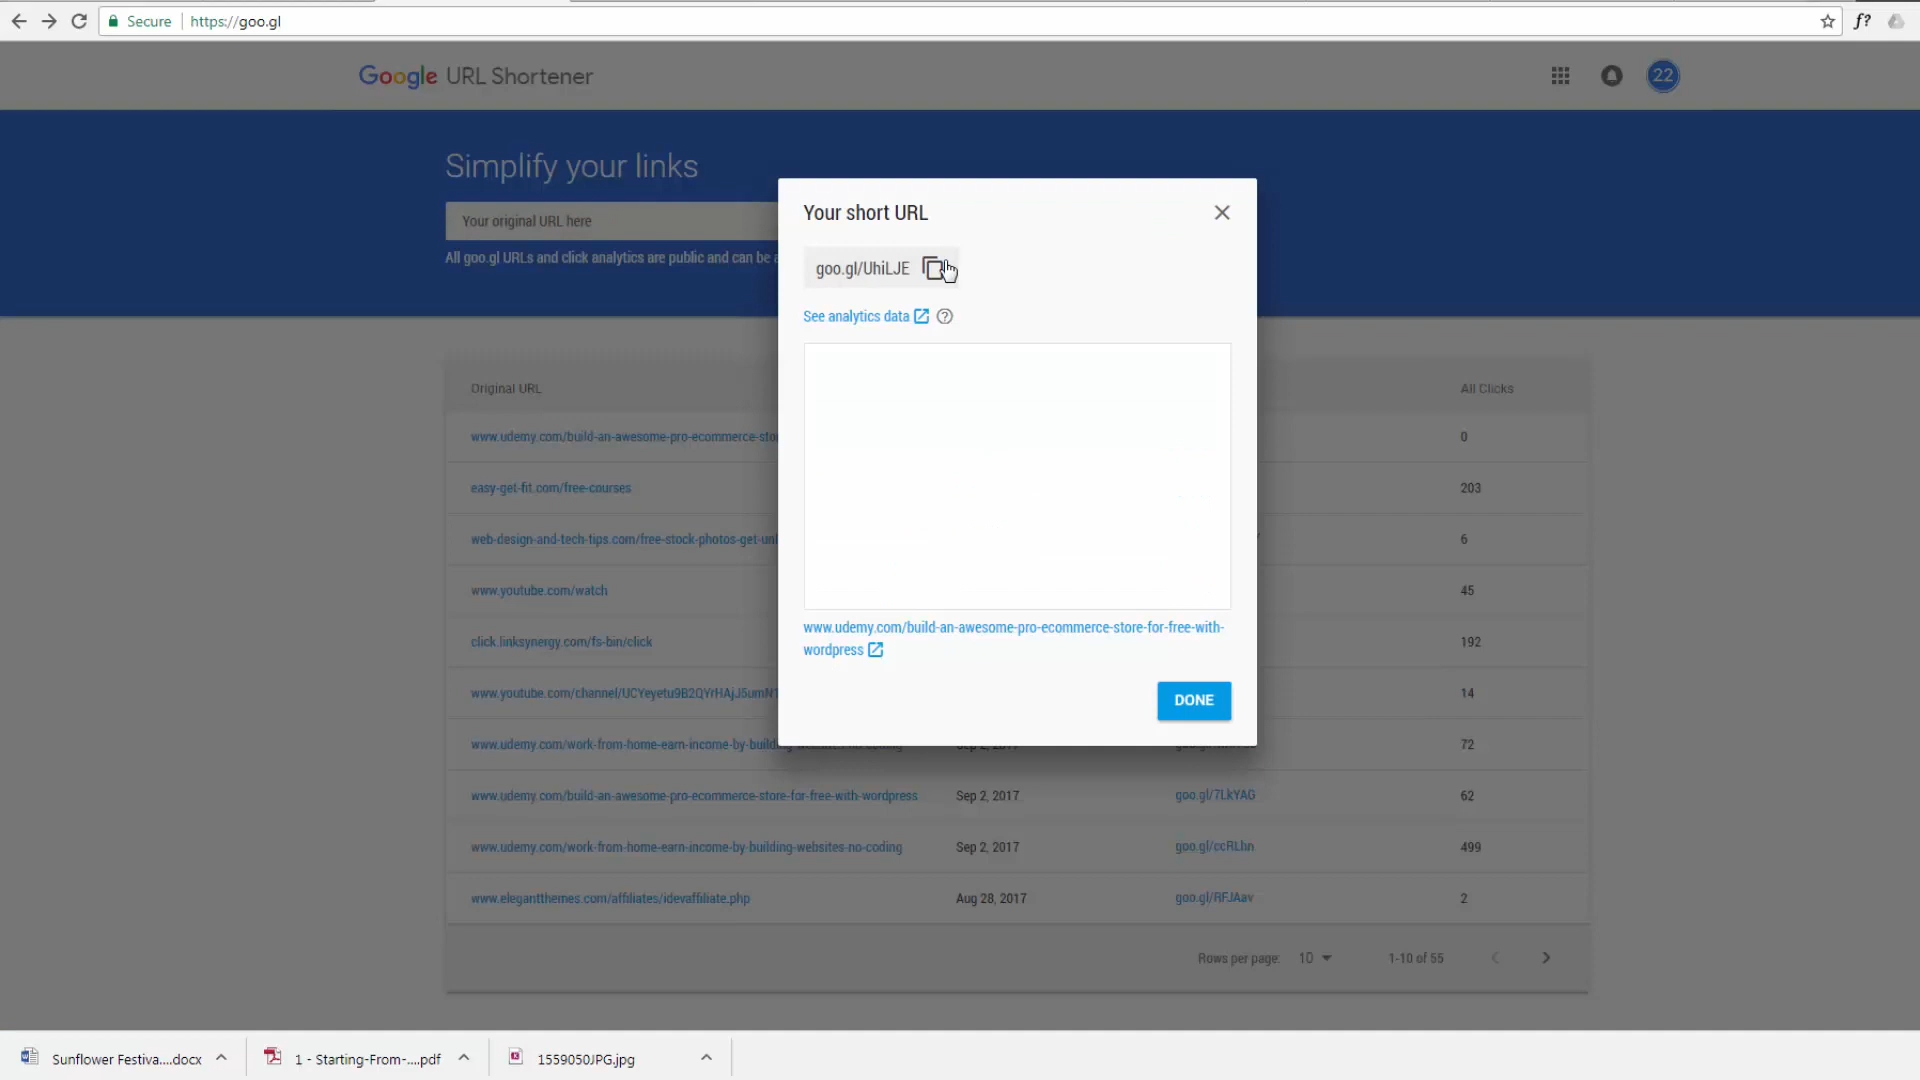 Secure
https://goo.gl
f?
Google URL Shortener
22
Simplify your links
Your original URL here
All goo.gl URLs and click analytics are public and can be
Your short URL
goo.gl/UhiLJE
See analytics data
www.udemy.com/build-an-awesome-pro-ecommerce-store-for-free-with-
wordpress
DONE
Original URL
All Clicks
www.udemy.com/build-an-awesome-pro-ecommerce-sto
0
easy-get-fit.com/free-courses
203
web-design-and-tech-tips.com/free-stock-photos-get-unl
6
www.youtube.com/watch
45
click.linksynergy.com/fs-bin/click
192
www.youtube.com/channel/UCYeyetu9B2QYrHAjJ5umN1
14
www.udemy.com/work-from-home-earn-income-by-building-websites-no-coding
72
www.udemy.com/build-an-awesome-pro-ecommerce-store-for-free-with-wordpress Sep 2, 2017 goo.gl/7LkYAG 62
www.udemy.com/work-from-home-earn-income-by-building-websites-no-coding Sep 2, 2017 goo.gl/ccRLbn 499
www.elegantthemes.com/affiliates/idevaffiliate.php Aug 28, 2017 goo.gl/RFJAav 2
Rows per page: 10 1-10 of 55
Sunflower Festiva....docx
1 - Starting-From-....pdf
1559050JPG.jpg